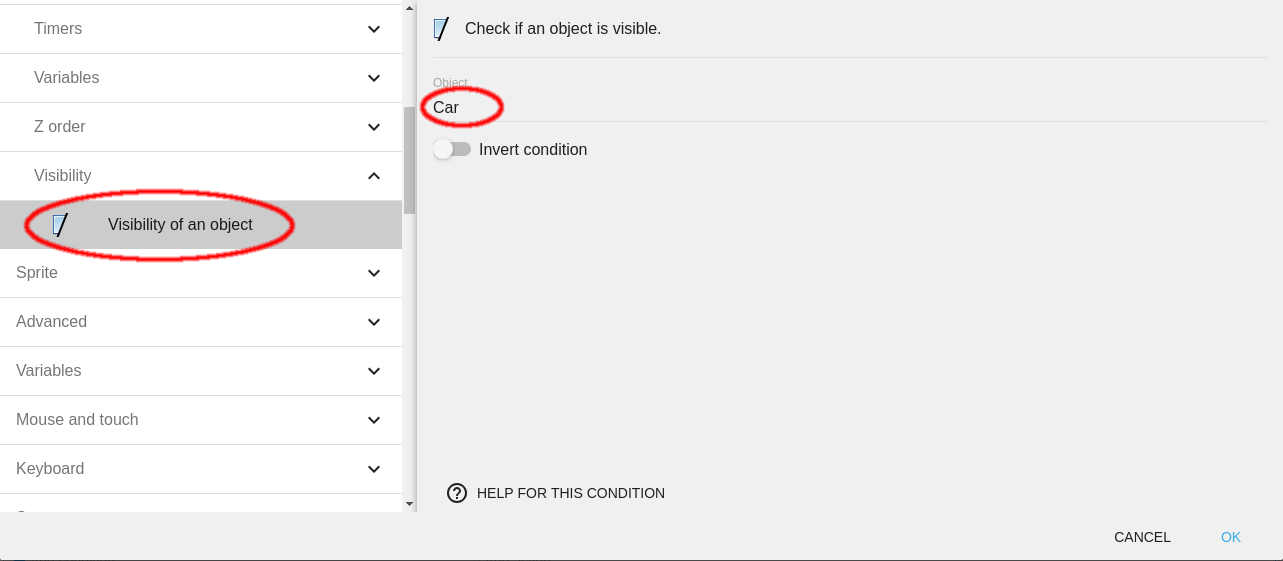 Timers
Variables
Z order
Visibility
Visibility of an object
Sprite
Advanced
Variables
Mouse and touch
Keyboard
Check if an object is visible.
Object
Car
Invert condition
HELP FOR THIS CONDITION
CANCEL
OK